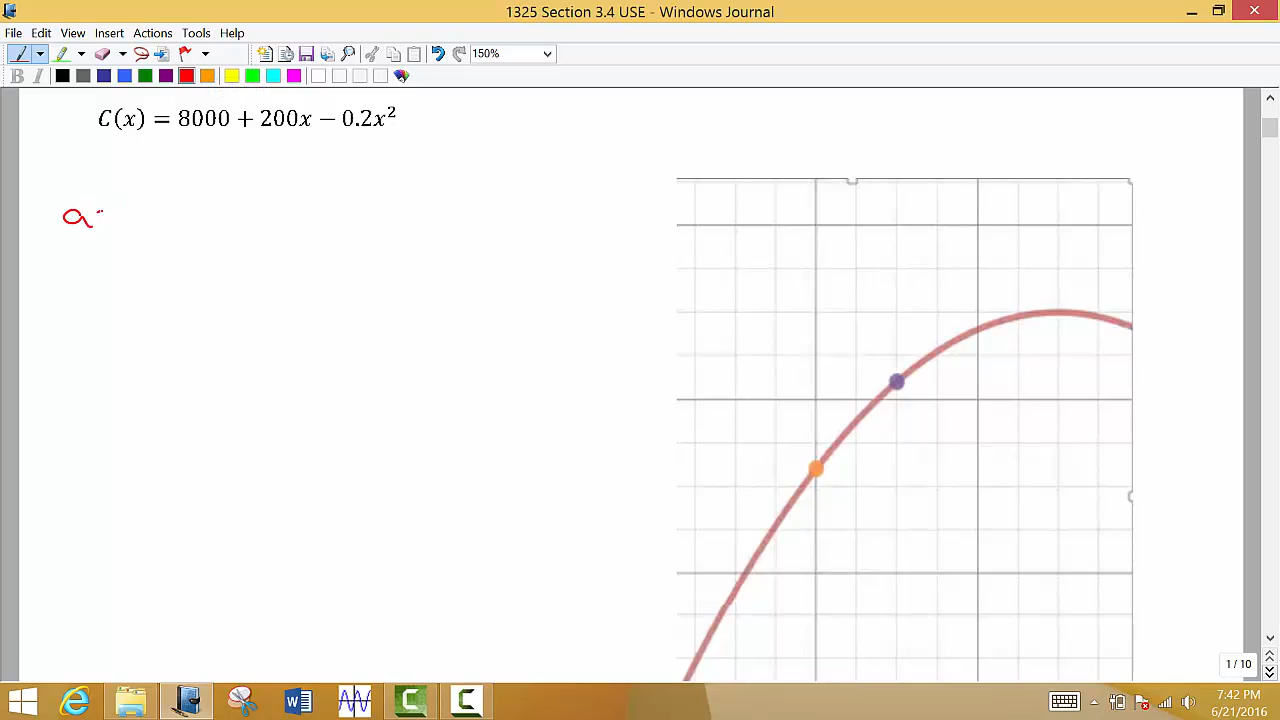 1325 Section 3.4 USE - Windows Journal
File Edit View Insert Actions Tools Help
150%
B I
C(x) = 8000 + 200x − 0.2x²
a
1 / 10
W
C C
7:42 PM
6/21/2016